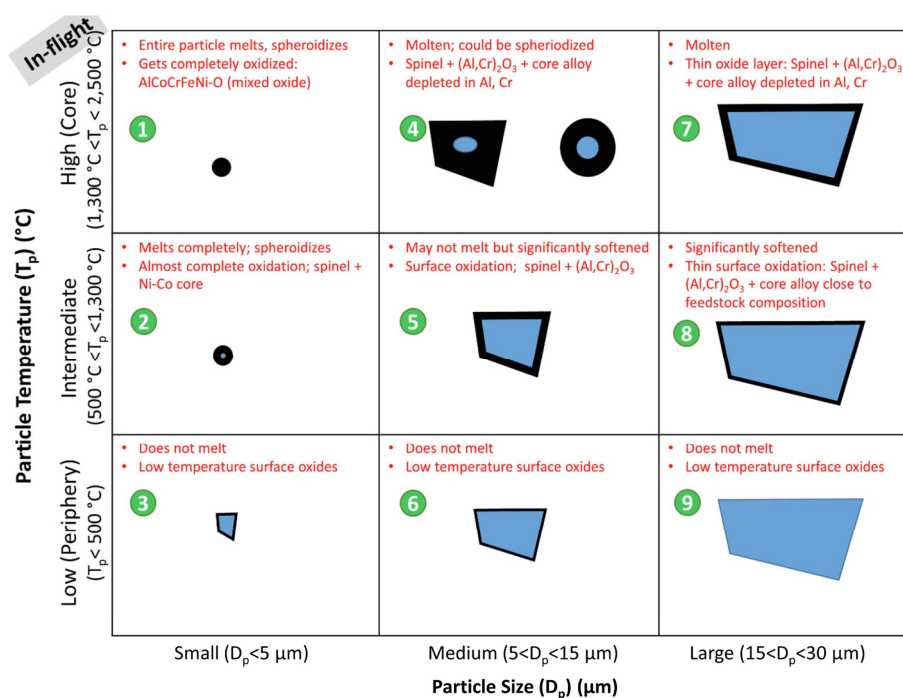 In-flight
Particle Temperature (Tₚ) (°C)
High (Core)
(1,300 °C <Tₚ < 2,500 °C)
• Entire particle melts, spheroidizes
• Gets completely oxidized:
AlCoCrFeNi-O (mixed oxide)
1
• Molten; could be spheriodized
• Spinel + (Al,Cr)₂O₃ + core alloy
depleted in Al, Cr
4
• Molten
• Thin oxide layer: Spinel + (Al,Cr)₂O₃
+ core alloy depleted in Al, Cr
7
Intermediate
(500 °C <Tₚ <1,300 °C)
• Melts completely; spheroidizes
• Almost complete oxidation; spinel +
Ni-Co core
2
• May not melt but significantly softened
• Surface oxidation; spinel + (Al,Cr)₂O₃
5
• Significantly softened
• Thin surface oxidation: Spinel +
(Al,Cr)₂O₃ + core alloy close to
feedstock composition
8
Low (Periphery)
(Tₚ< 500 °C)
• Does not melt
• Low temperature surface oxides
3
• Does not melt
• Low temperature surface oxides
6
• Does not melt
• Low temperature surface oxides
9
Small (Dₚ<5 μm)
Medium (5<Dₚ<15 μm)
Large (15<Dₚ<30 μm)
Particle Size (Dₚ) (μm)